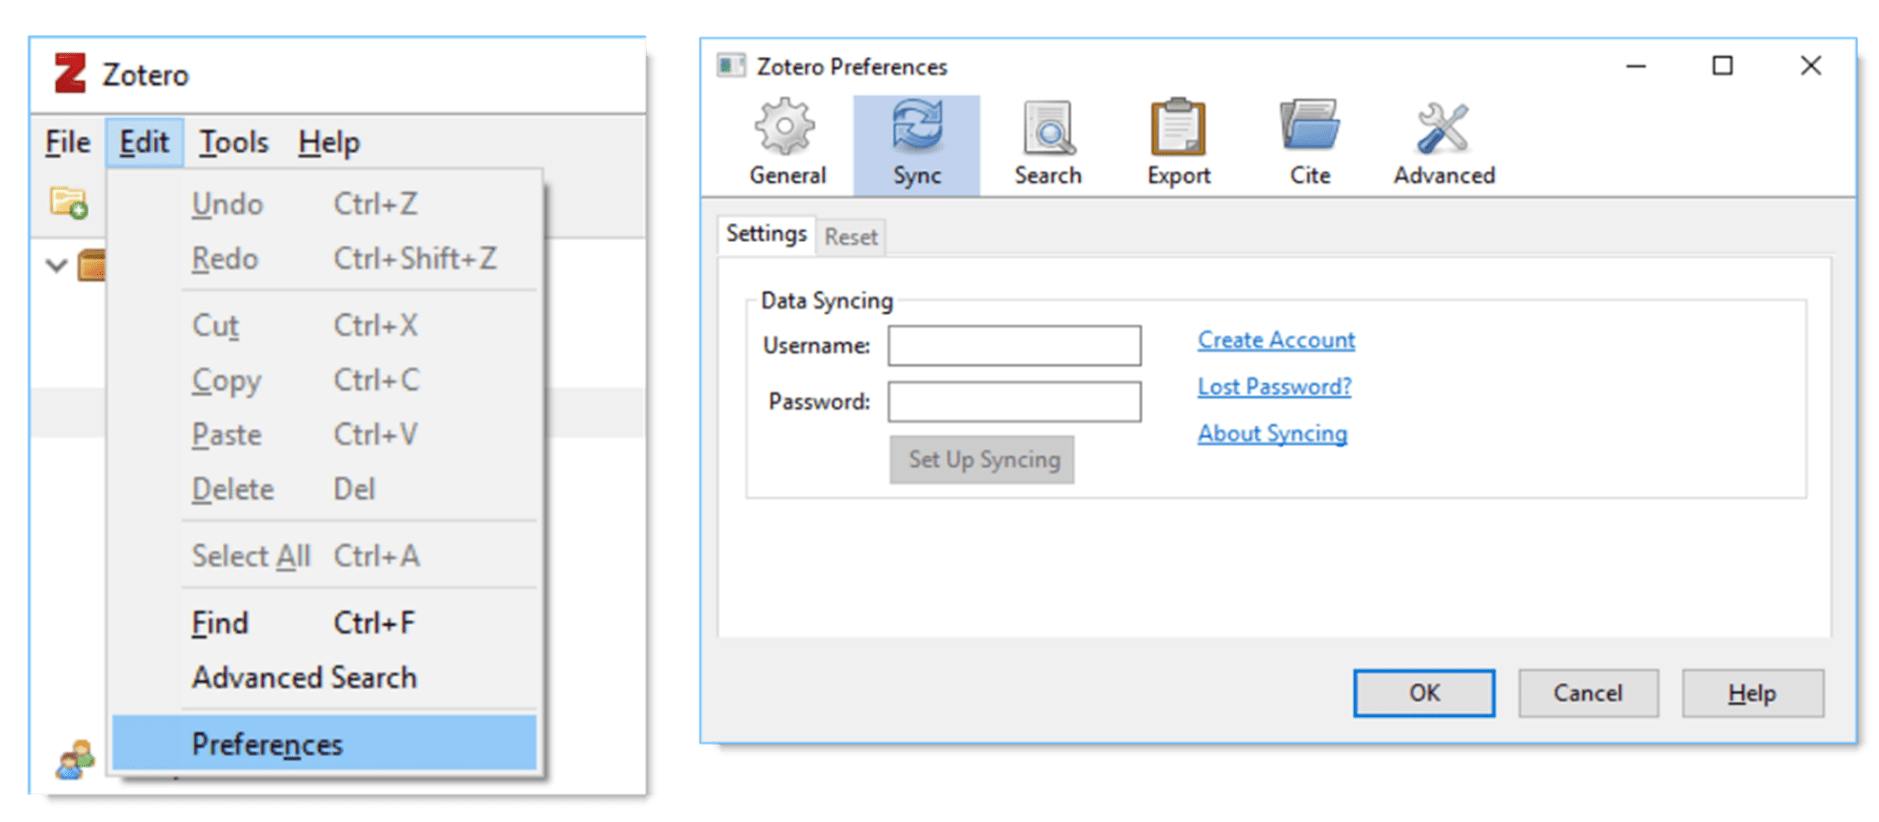 Zotero
File Edit Tools Help
Undo Ctrl+Z
Redo Ctrl+Shift+Z
Cut Ctrl+X
Copy Ctrl+C
Paste Ctrl+V
Delete Del
Select All Ctrl+A
Find Ctrl+F
Advanced Search
Preferences
Zotero Preferences
General Sync Search Export Cite Advanced
Settings Reset
Data Syncing
Username: Create Account
Lost Password?
Password:
About Syncing
Set Up Syncing
OK Cancel Help